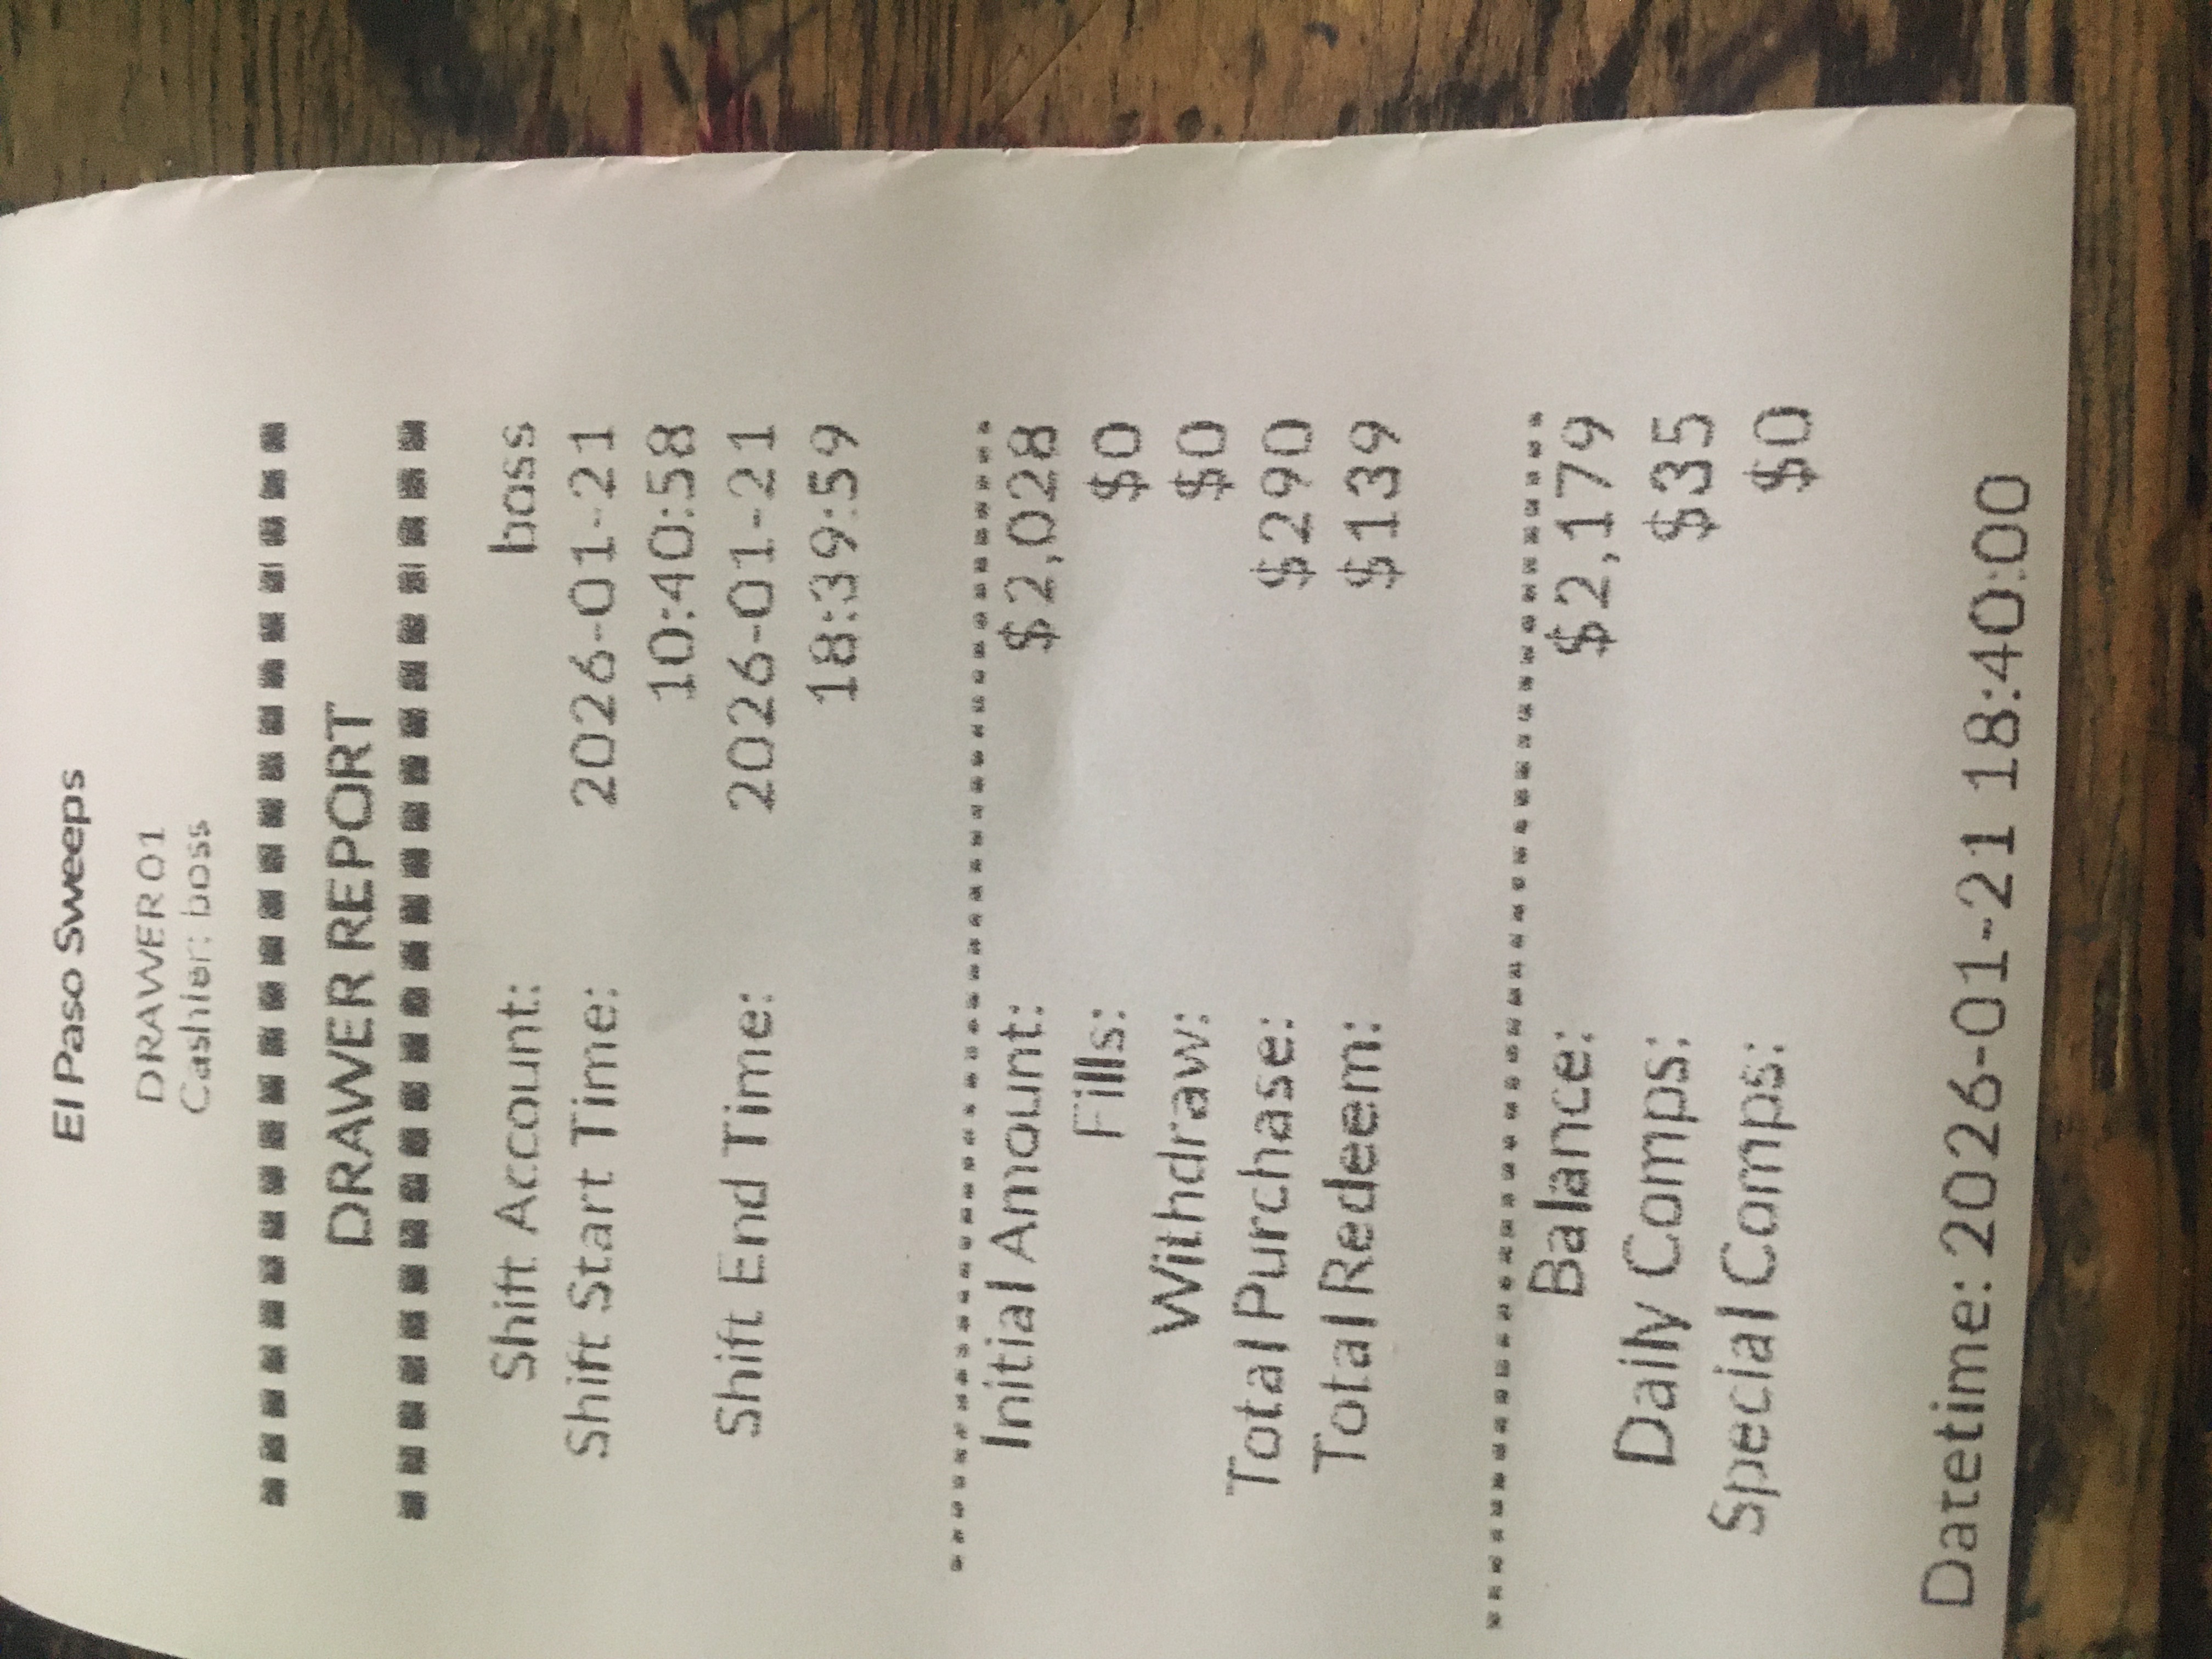 El Paso Sweeps
DRAWER 01
Cashier: boss
DRAWER REPORT
Shift Account: boss
Shift Start Time: 2026-01-21
10:40:58
Shift End Time: 2026-01-21
18:39:59
Initial Amount: $2,028
Fills: $0
Withdraw: $0
Total Purchase: $290
Total Redeem: $139
Balance: $2,179
Daily Comps: $35
Special Comps: $0
Datetime: 2026-01-21 18:40:00